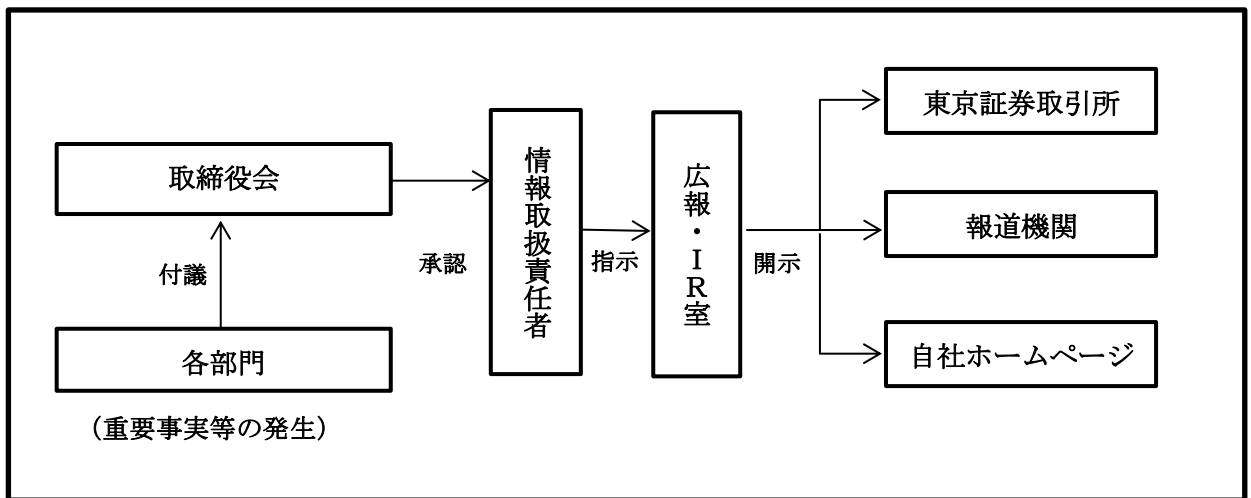 取締役会
付議
各部門
（重要事実等の発生）
承認
情報取扱責任者
指示
広報・ＩＲ室
開示
東京証券取引所
報道機関
自社ホームページ